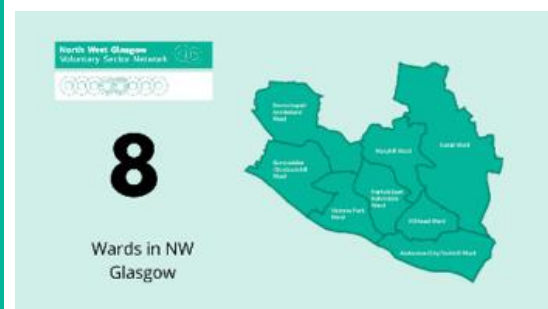 North West Glasgow
Voluntary Sector Network
8
Wards in NW
Glasgow
Drumchapel
Anniesland
Ward
Maryhill Ward
Canal Ward
Garscadden
Scotstounhill
Ward
Victoria Park
Ward
Partick East
Kelvindale
Ward
Hillhead Ward
Anderston City Yorkhill Ward